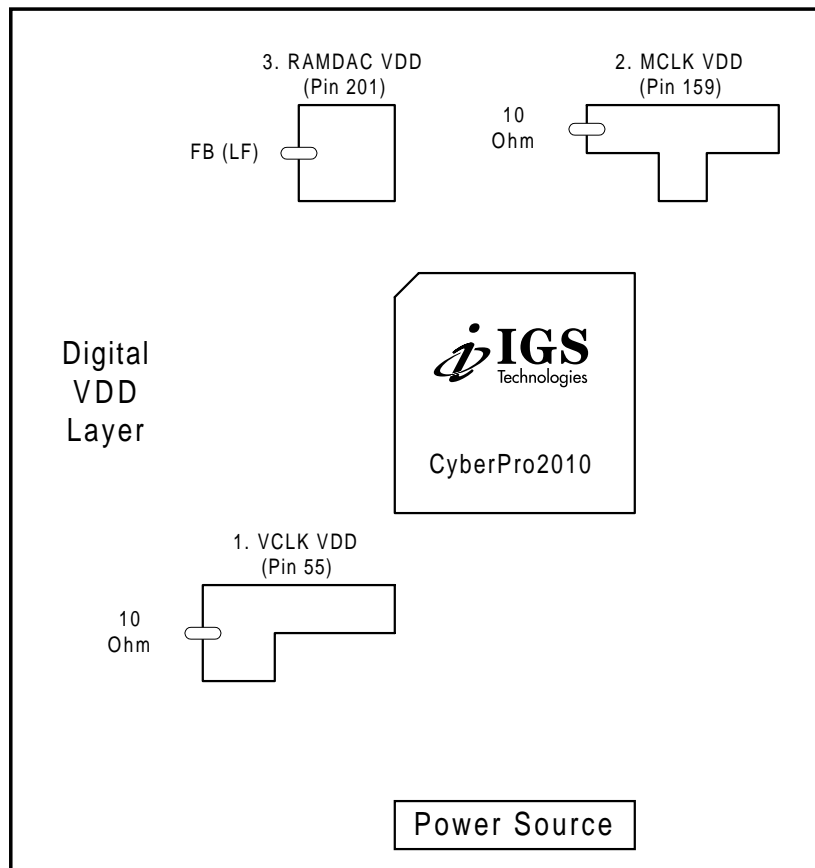 3. RAMDAC VDD
(Pin 201)
FB (LF)
2. MCLK VDD
(Pin 159)
10
Ohm
Digital
VDD
Layer
i IGS
Technologies
CyberPro2010
1. VCLK VDD
(Pin 55)
10
Ohm
Power Source